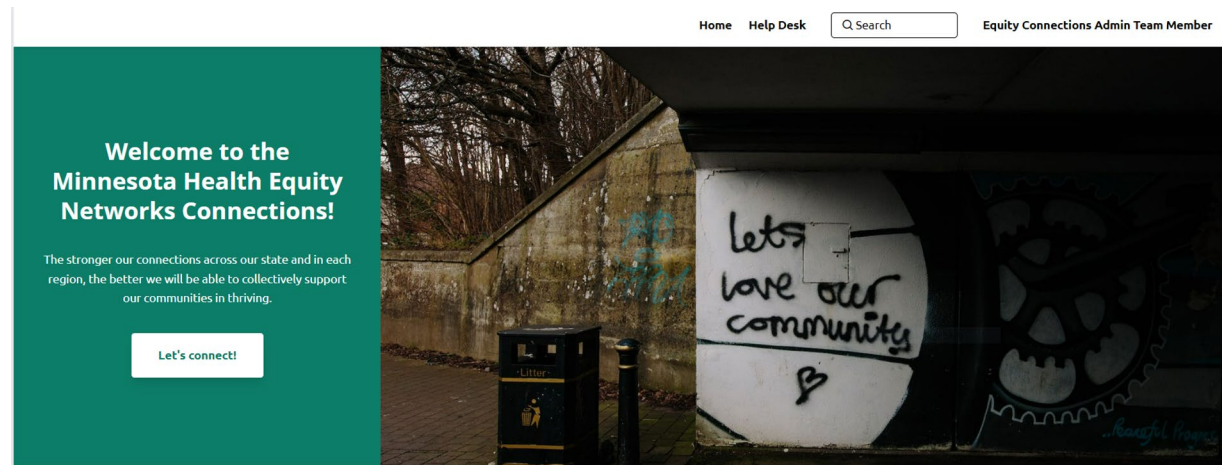 Home Help Desk Search Equity Connections Admin Team Member
Welcome to the
Minnesota Health Equity
Networks Connections!
The stronger our connections across our state and in each
region, the better we will be able to collectively support
our communities in thriving.
Let's connect!
lets
love our
community
Litter
Peaceful